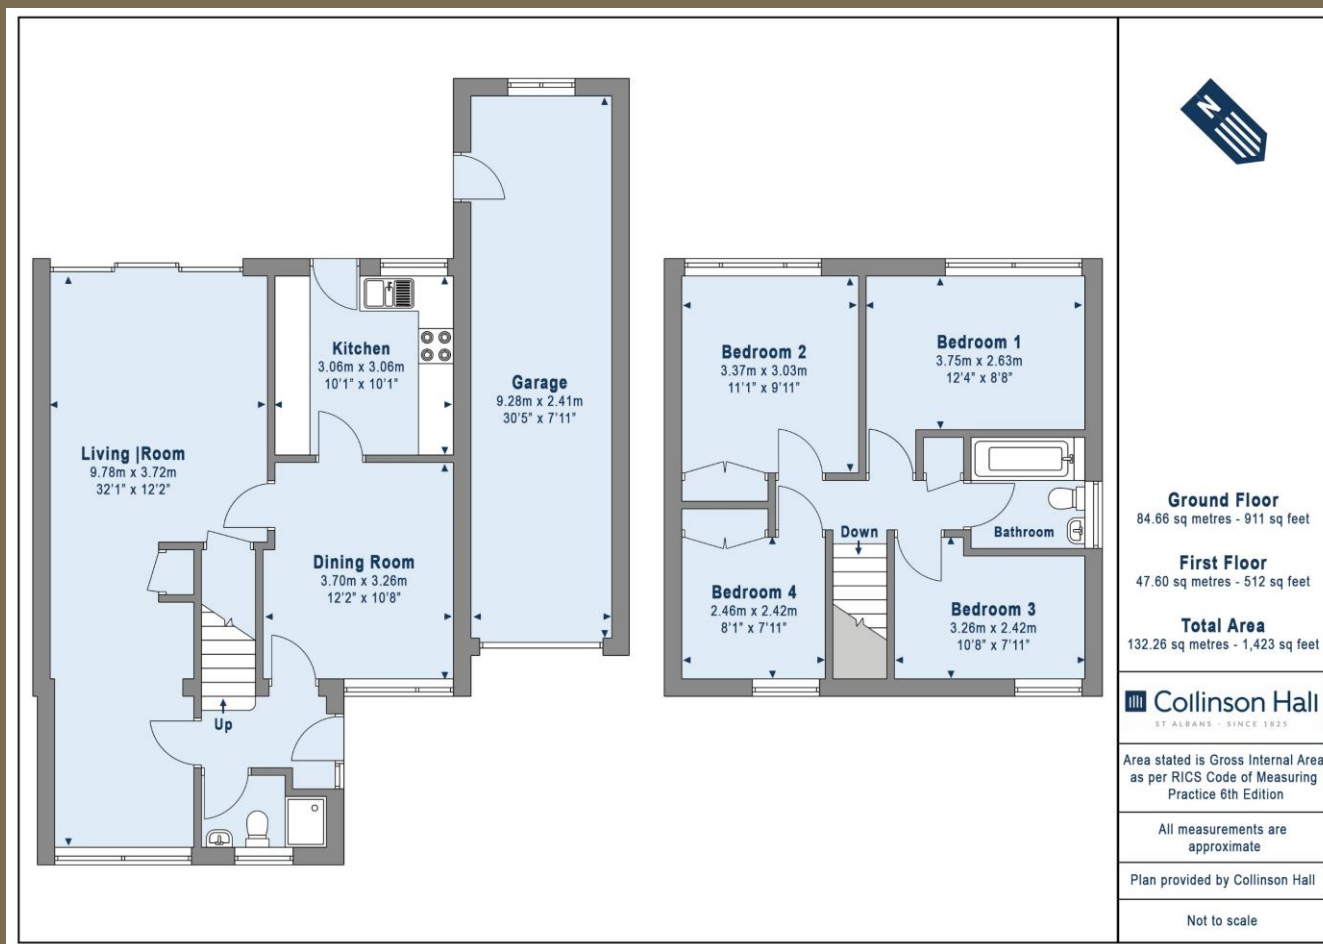 Kitchen
3.06m x 3.06m
10'1" x 10'1"
Garage
9.28m x 2.41m
30'5" x 7'11"
Living |Room
9.78m x 3.72m
32'1" x 12'2"
Dining Room
3.70m x 3.26m
12'2" x 10'8"
Up
Bedroom 2
3.37m x 3.03m
11'1" x 9'11"
Bedroom 1
3.75m x 2.63m
12'4" x 8'8"
Down
Bathroom
Bedroom 4
2.46m x 2.42m
8'1" x 7'11"
Bedroom 3
3.26m x 2.42m
10'8" x 7'11"
N
Ground Floor
84.66 sq metres - 911 sq feet
First Floor
47.60 sq metres - 512 sq feet
Total Area
132.26 sq metres - 1,423 sq feet
Collinson Hall
ST ALBANS - SINCE 1825
Area stated is Gross Internal Area
as per RICS Code of Measuring
Practice 6th Edition
All measurements are
approximate
Plan provided by Collinson Hall
Not to scale